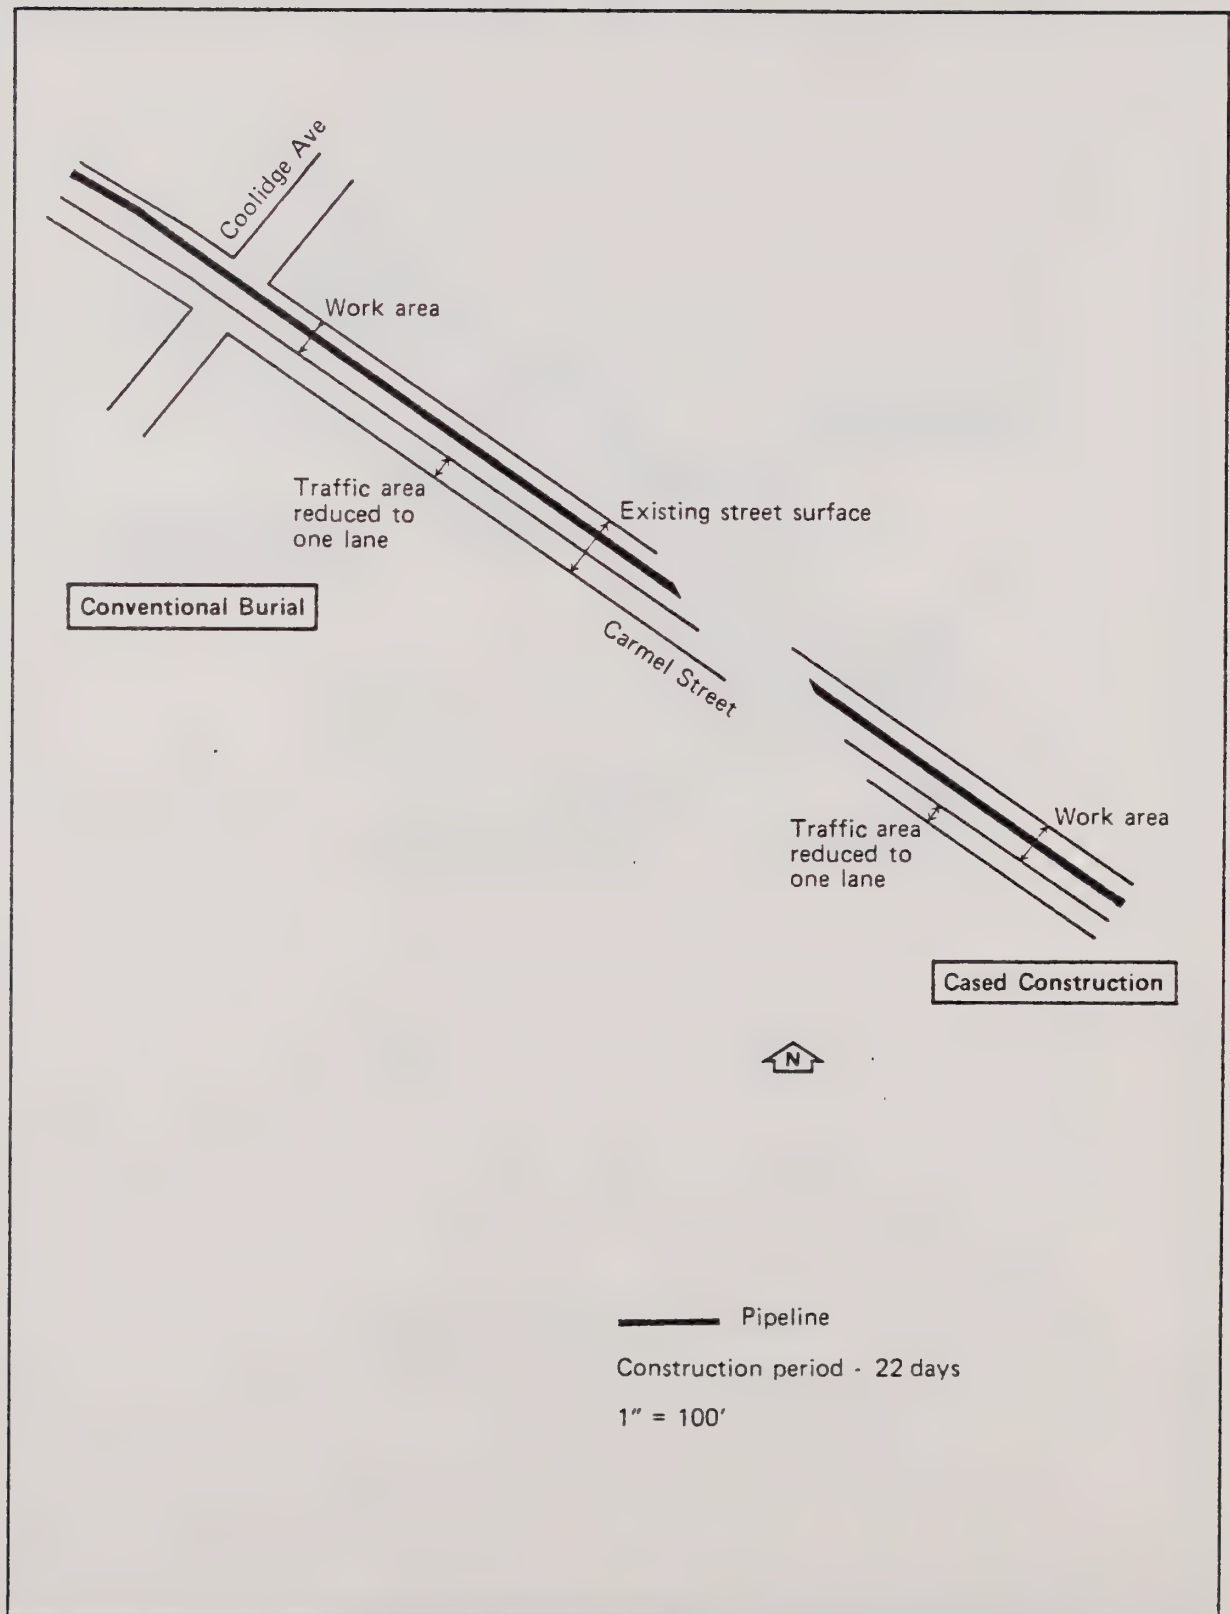 Coolidge Ave
Work area
Traffic area
reduced to
one lane
Existing street surface
Conventional Burial
Carmel Street
Traffic area
reduced to
one lane
Work area
Cased Construction
N
Pipeline
Construction period - 22 days
1" = 100'